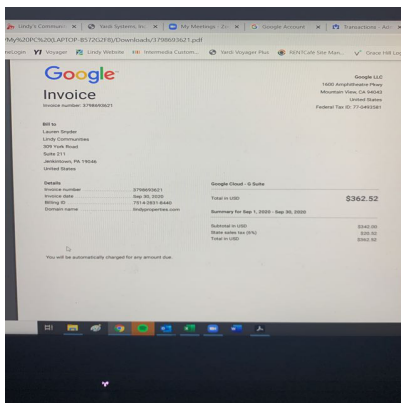 Lindy's Communi
Yardi Systems, Inc.
My Meetings - Zo
Google Account
Transactions - Ad
My%20PC%20(LAPTOP-B572G2FR)/Downloads/3798693621.pdf
Voyager
Lindy Website
Intermedia Custom...
Yardi Voyager Plus
RENTCafe Site Man...
Grace Hill Log
Google
Google LLC
1600 Amphitheatre Pkwy
Mountain View, CA 94043
United States
Federal Tax ID: 77-0493581
Invoice
Invoice number: 3798693621
Bill to
Lauren Snyder
Lindy Communities
309 York Road
Suite 211
Jenkintown, PA 19046
United States
Details
Invoice number 3798693621
Invoice date Sep 30, 2020
Billing ID 7914-2831-8440
Domain name lindyproperties.com
Google Cloud - G Suite
Total in USD $362.52
Summary for Sep 1, 2020 - Sep 30, 2020
Subtotal in USD $342.00
State sales tax (6%) $20.52
Total in USD $362.52
You will be automatically charged for any amount due.